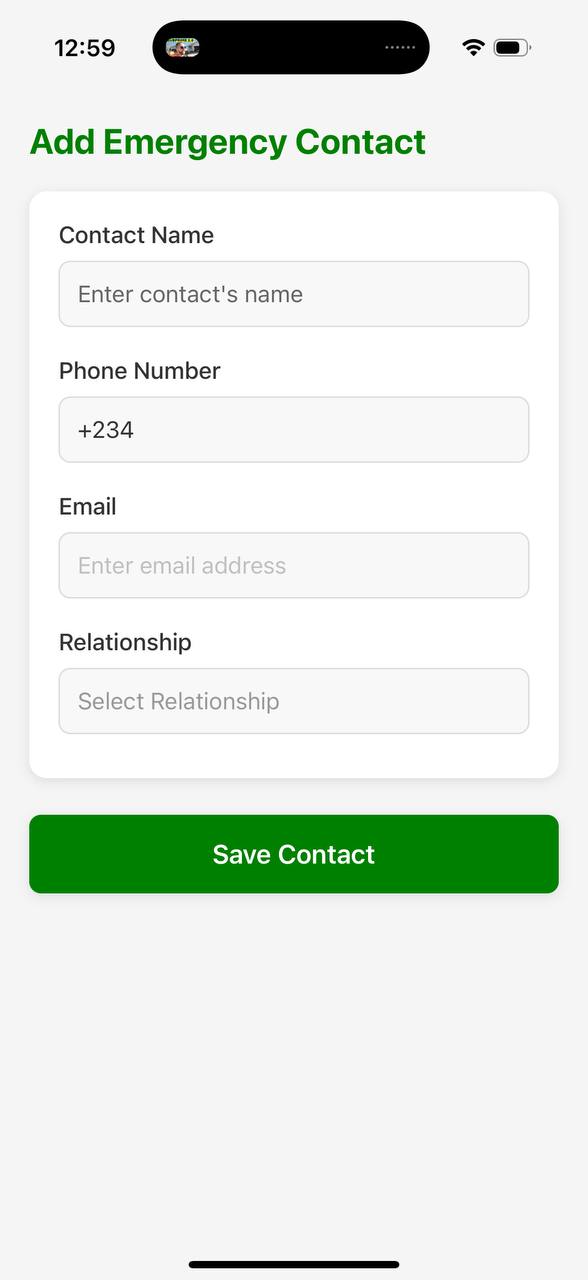 12:59
Add Emergency Contact
Contact Name
Enter contact's name
Phone Number
+234
Email
Enter email address
Relationship
Select Relationship
Save Contact